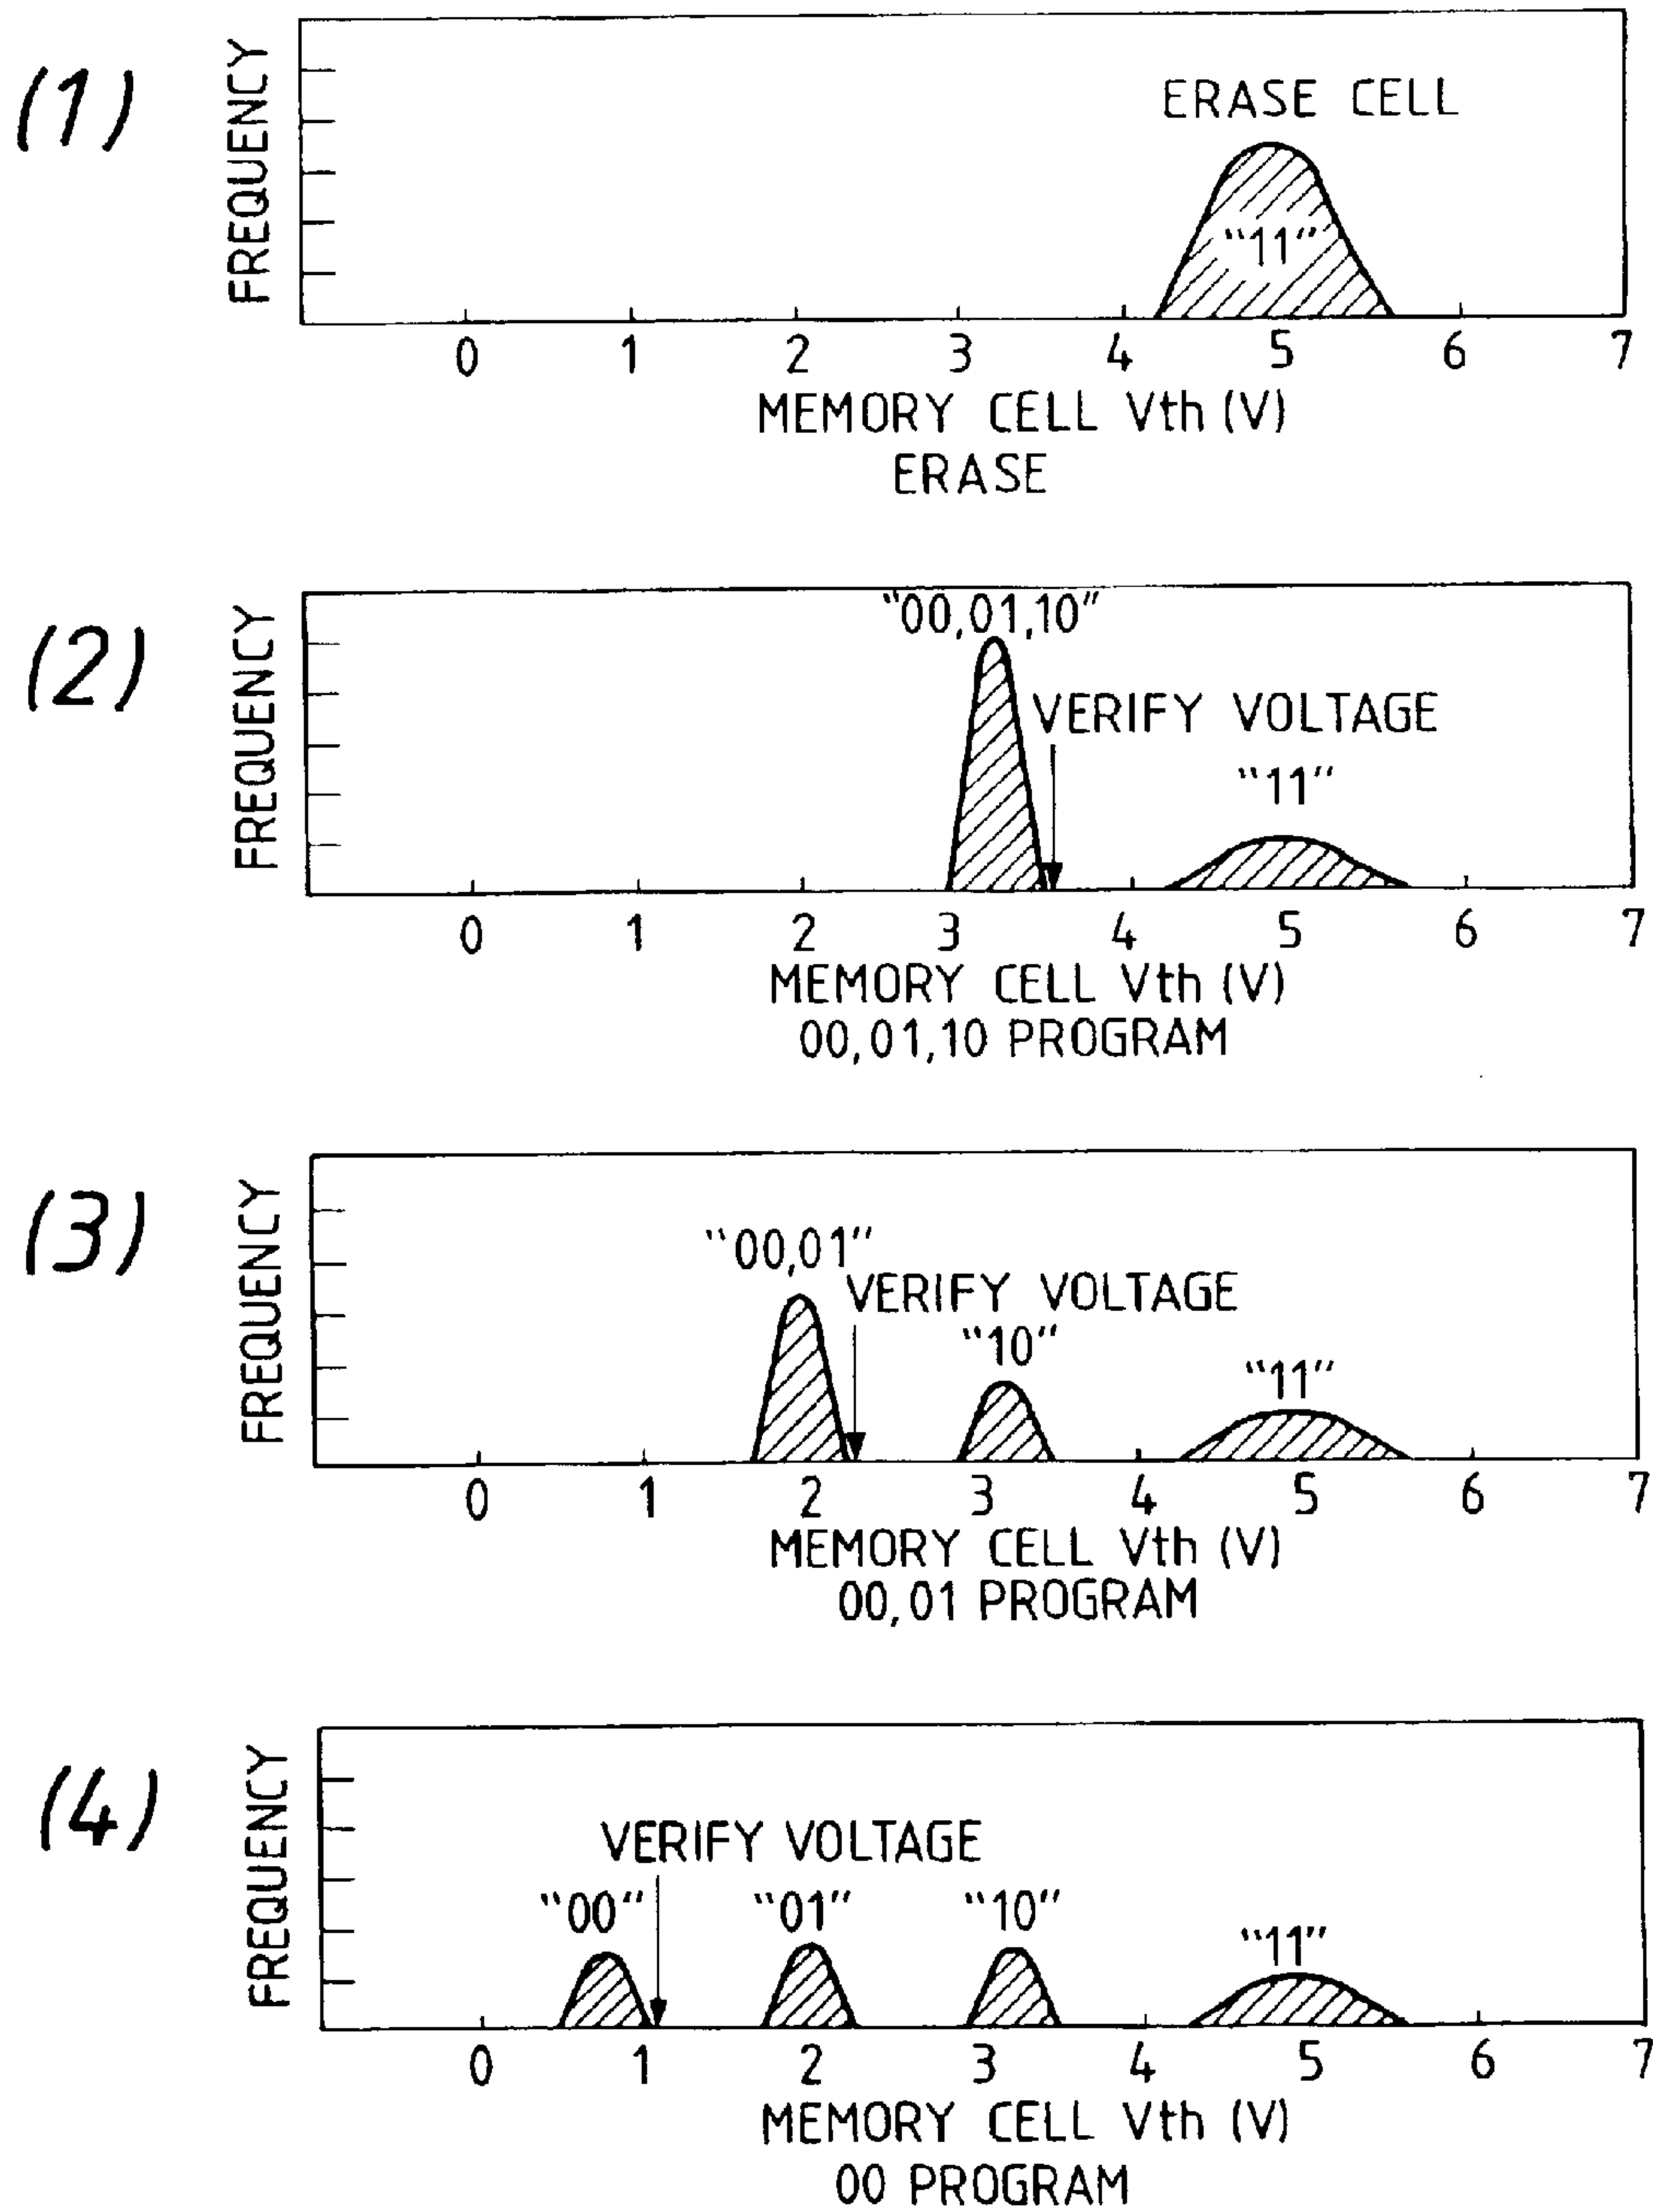 (1)
FREQUENCY
ERASE CELL
"11"
0 1 2 3 4 5 6 7
MEMORY CELL Vth (V)
ERASE
(2)
FREQUENCY
"00,01,10"
VERIFY VOLTAGE
"11"
0 1 2 3 4 5 6 7
MEMORY CELL Vth (V)
00,01,10 PROGRAM
(3)
FREQUENCY
"00,01"
VERIFY VOLTAGE
"10"
"11"
0 1 2 3 4 5 6 7
MEMORY CELL Vth (V)
00,01 PROGRAM
(4)
FREQUENCY
VERIFY VOLTAGE
"00" "01" "10"
"11"
0 1 2 3 4 5 6 7
MEMORY CELL Vth (V)
00 PROGRAM